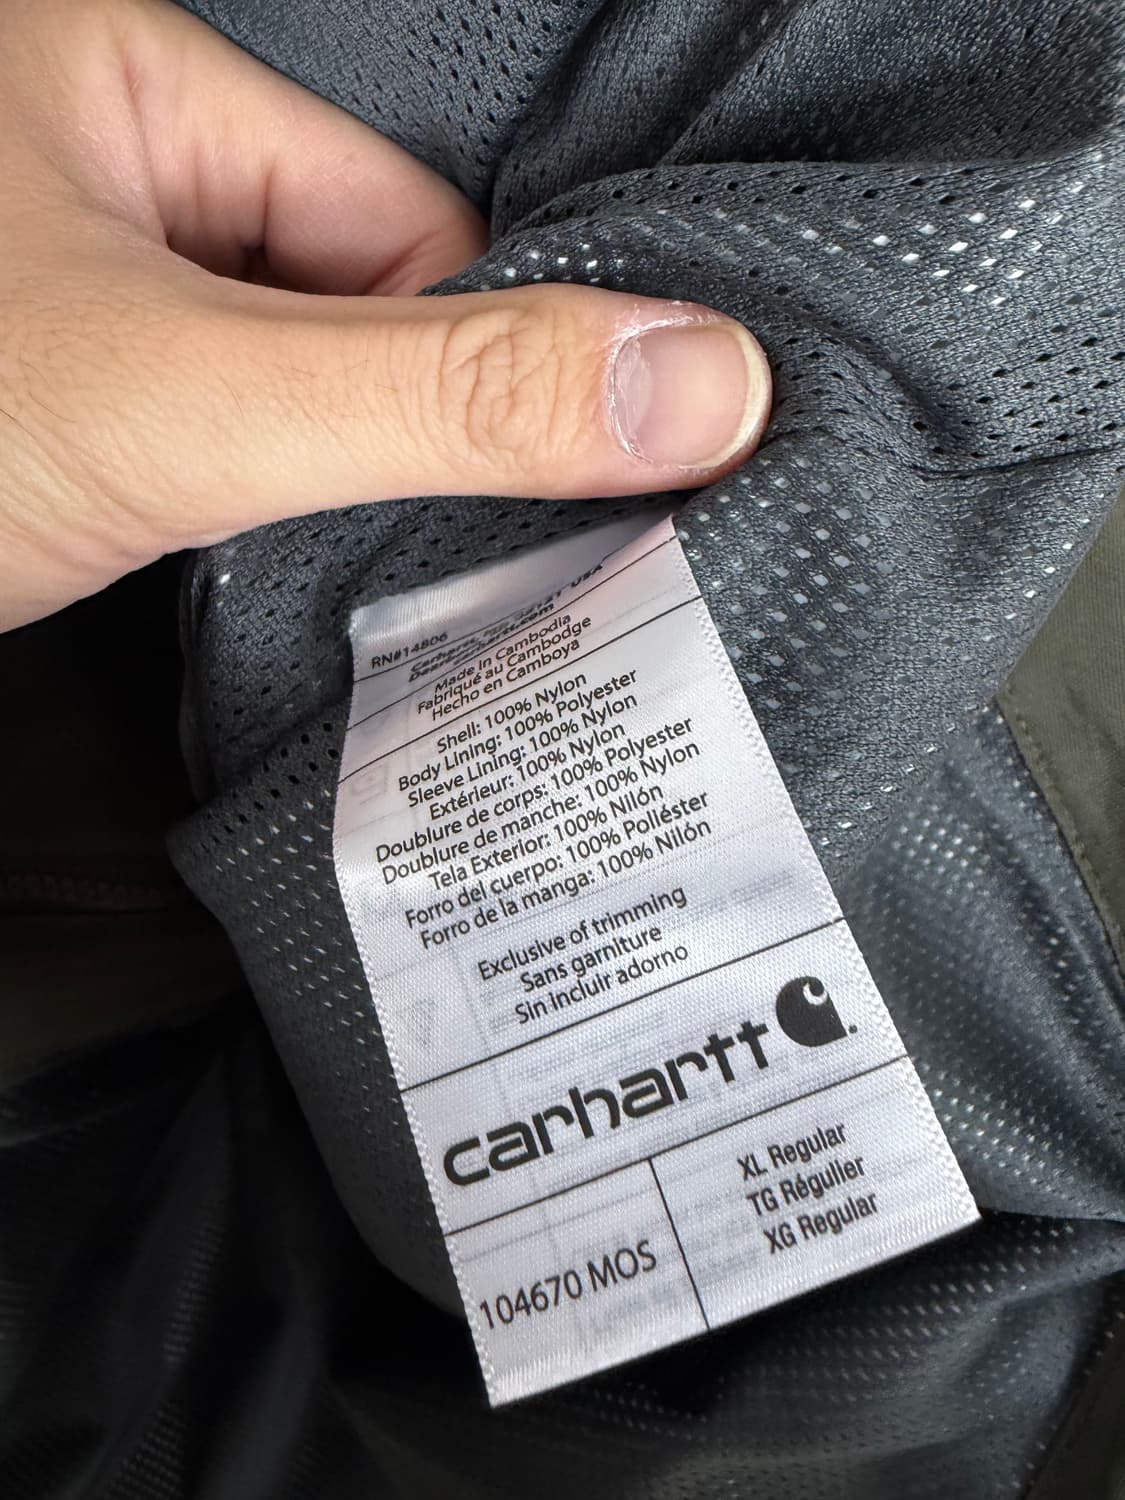 RN#14806
Made in Cambodia
Fabriqué au Cambodge
Hecho en Camboya
Shell: 100% Nylon
Body Lining: 100% Polyester
Sleeve Lining: 100% Nylon
Extérieur: 100% Nylon
Doublure de corps: 100% Polyester
Doublure de manche: 100% Nylon
Tela Exterior: 100% Nilón
Forro del cuerpo: 100% Poliéster
Forro de la manga: 100% Nilón
Exclusive of trimming
Sans garniture
Sin incluir adorno
carhartt
104670 MOS
XL Regular
TG Régulier
XG Regular